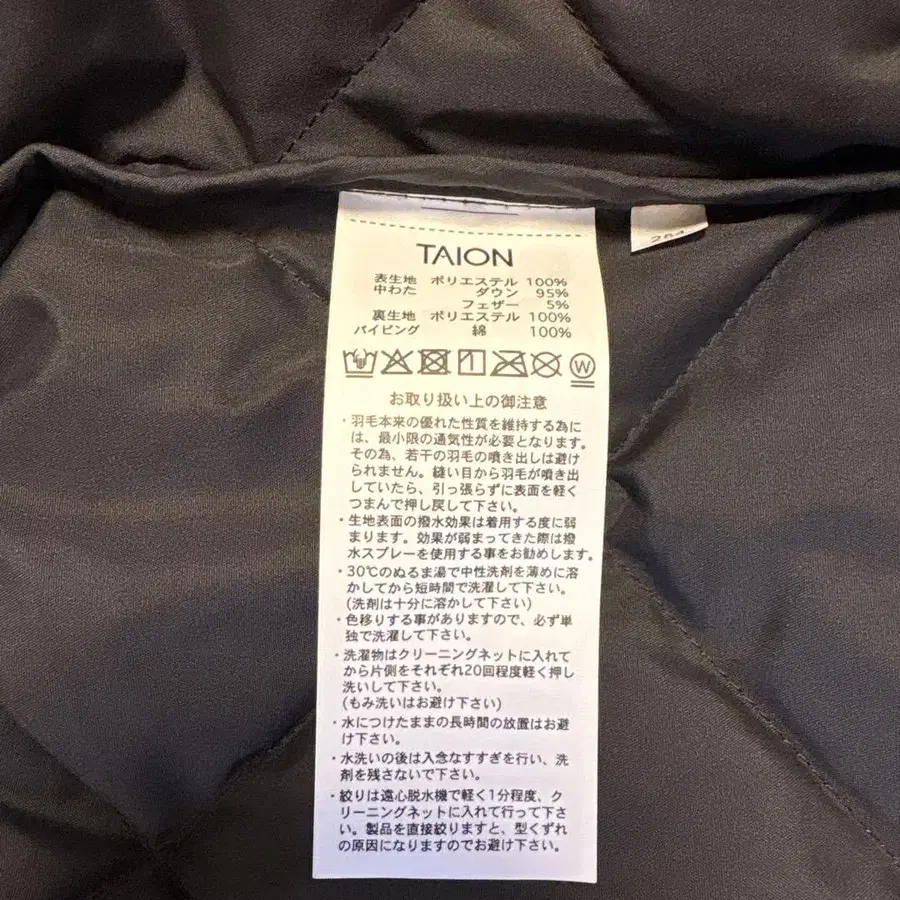 TAION
表生地 ポリエステル 100%
中わた ダウン 95%
フェザー 5%
裏生地 ポリエステル 100%
パイピング 綿 100%
W
お取り扱い上の御注意
・羽毛本来の優れた性質を維持する為に
は、最小限の通気性が必要となります。
その為、若干の羽毛の噴き出しは避け
られません。縫い目から羽毛が噴き出
していたら、引っ張らずに表面を軽く
つまんで押し戻して下さい。
・生地表面の撥水効果は着用する度に弱
まります。効果が弱まってきた際は撥
水スプレーを使用する事をお勧めします。
・30℃のぬるま湯で中性洗剤を薄めに溶
かしてから短時間で洗濯して下さい。
(洗剤は十分に溶かして下さい)
・色移りする事がありますので、必ず単
独で洗濯して下さい。
・洗濯物はクリーニングネットに入れて
から片側をそれぞれ20回程度軽く押し
洗いして下さい。
(もみ洗いはお避け下さい)
・水につけたままの長時間の放置はお避
け下さい。
・水洗いの後は入念なすすぎを行い、洗
剤を残さないで下さい。
・絞りは遠心脱水機で軽く1分程度、ク
リーニングネットに入れて行って下さ
い。製品を直接絞りますと、型くずれ
の原因になりますのでお避け下さい。